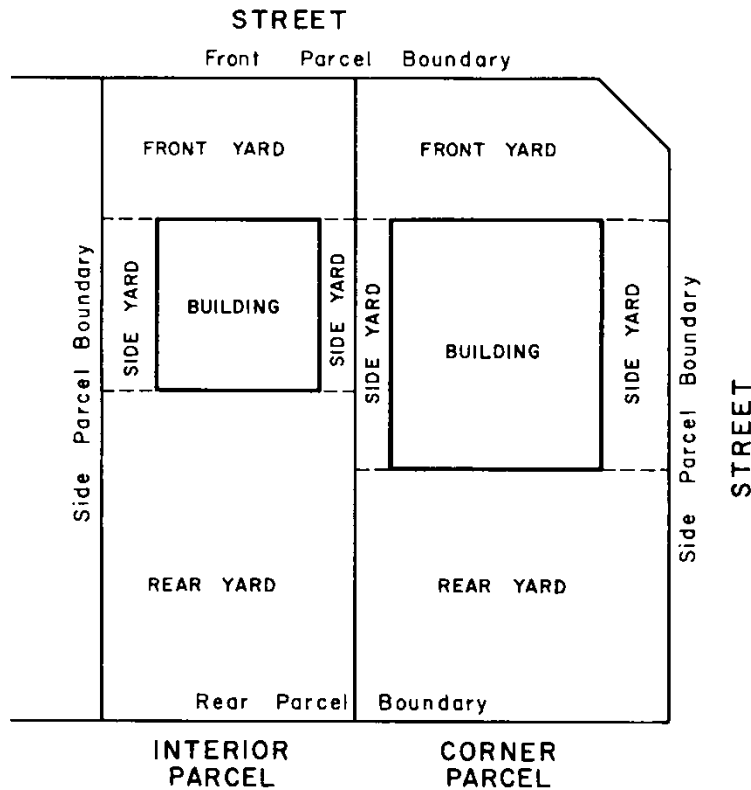 STREET
Front Parcel Boundary
FRONT YARD
FRONT YARD
Side Parcel Boundary
SIDE YARD
BUILDING
SIDE YARD
SIDE YARD
BUILDING
SIDE YARD
Side Parcel Boundary
STREET
REAR YARD
REAR YARD
Rear Parcel Boundary
INTERIOR
PARCEL
CORNER
PARCEL